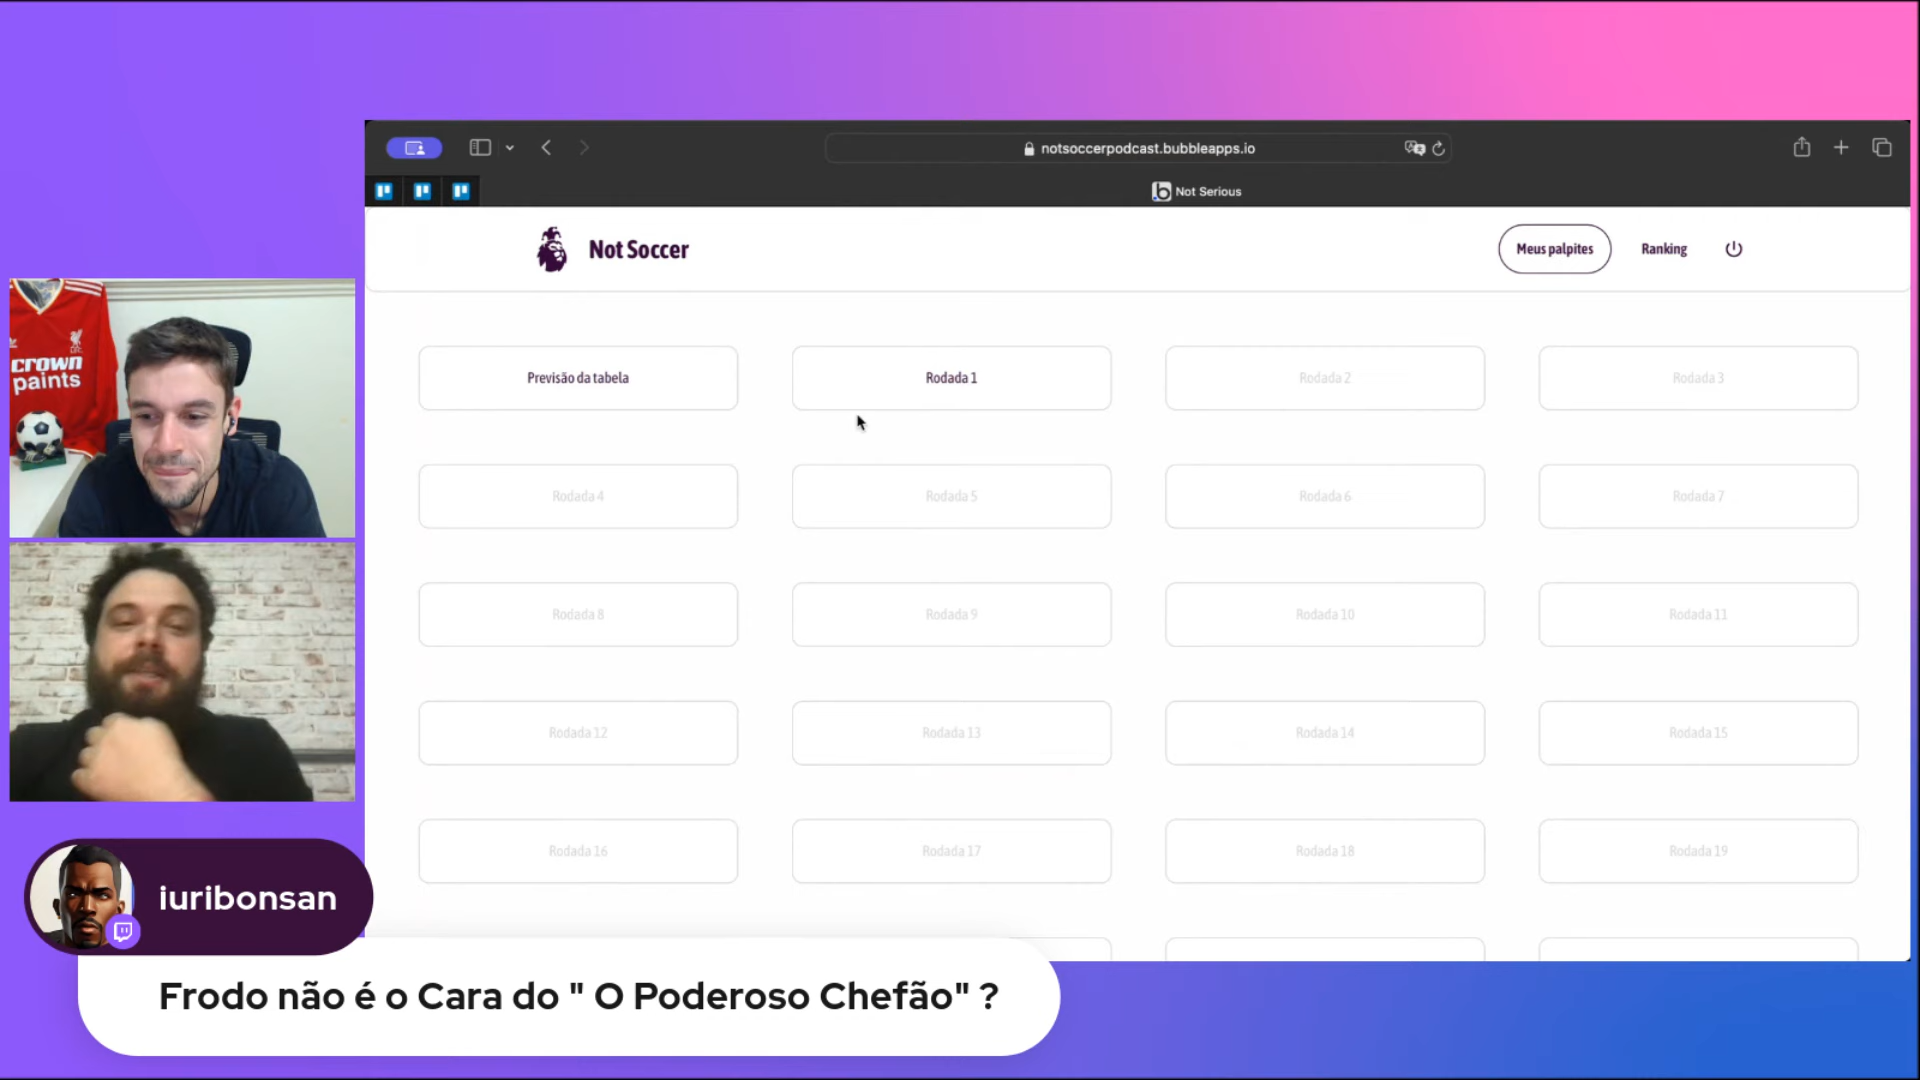 notsoccerpodcast.bubbleapps.io
Not Serious
Not Soccer
Meus palpites
Ranking
Previsão da tabela
Rodada 1
Rodada 2
Rodada 3
Rodada 4
Rodada 5
Rodada 6
Rodada 7
Rodada 8
Rodada 9
Rodada 10
Rodada 11
Rodada 12
Rodada 13
Rodada 14
Rodada 15
Rodada 16
Rodada 17
Rodada 18
Rodada 19
crown
paints
iuribonsan
Frodo não é o Cara do " O Poderoso Chefão" ?